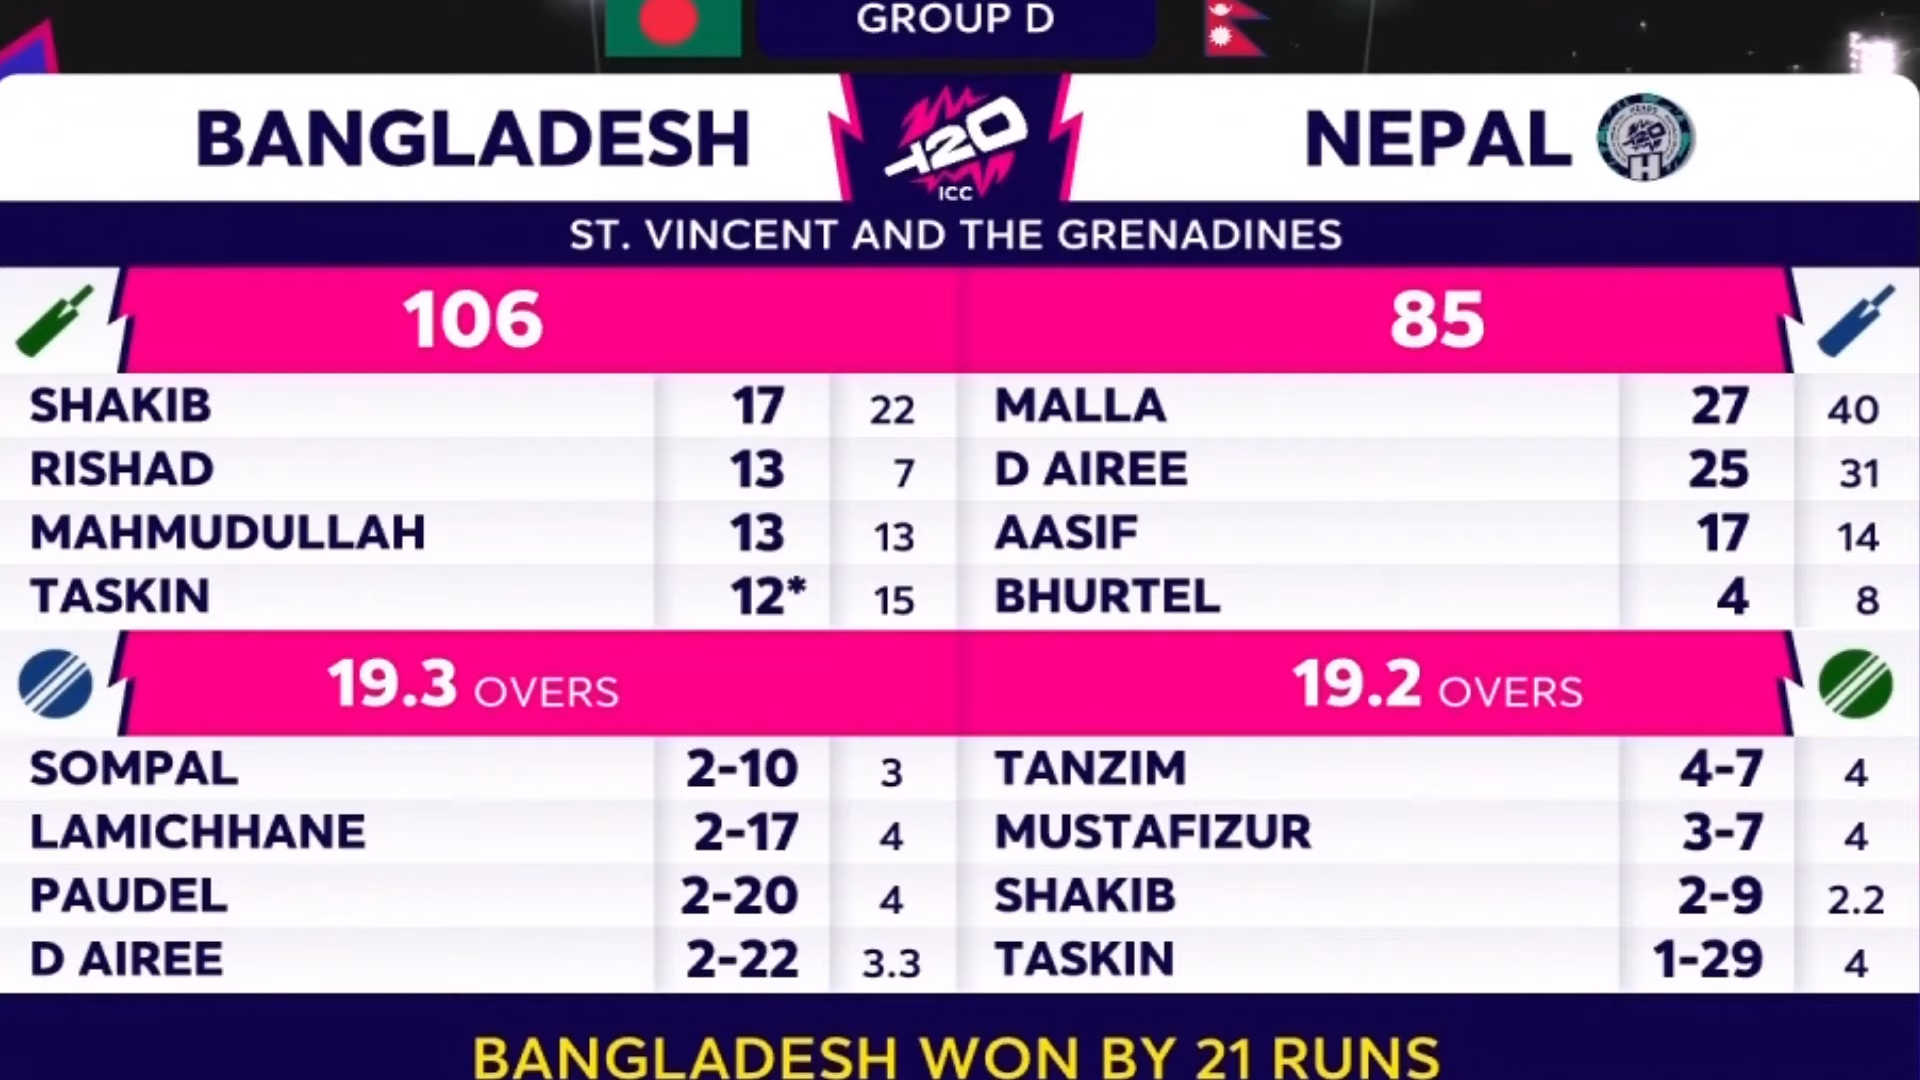 GROUP D
BANGLADESH
T20
ICC
NEPAL
ST. VINCENT AND THE GRENADINES
106 85
SHAKIB 17 22 MALLA 27 40
RISHAD 13 7 D AIREE 25 31
MAHMUDULLAH 13 13 AASIF 17 14
TASKIN 12* 15 BHURTEL 4 8
19.3 OVERS 19.2 OVERS
SOMPAL 2-10 3 TANZIM 4-7 4
LAMICHHANE 2-17 4 MUSTAFIZUR 3-7 4
PAUDEL 2-20 4 SHAKIB 2-9 2.2
D AIREE 2-22 3.3 TASKIN 1-29 4
BANGLADESH WON BY 21 RUNS